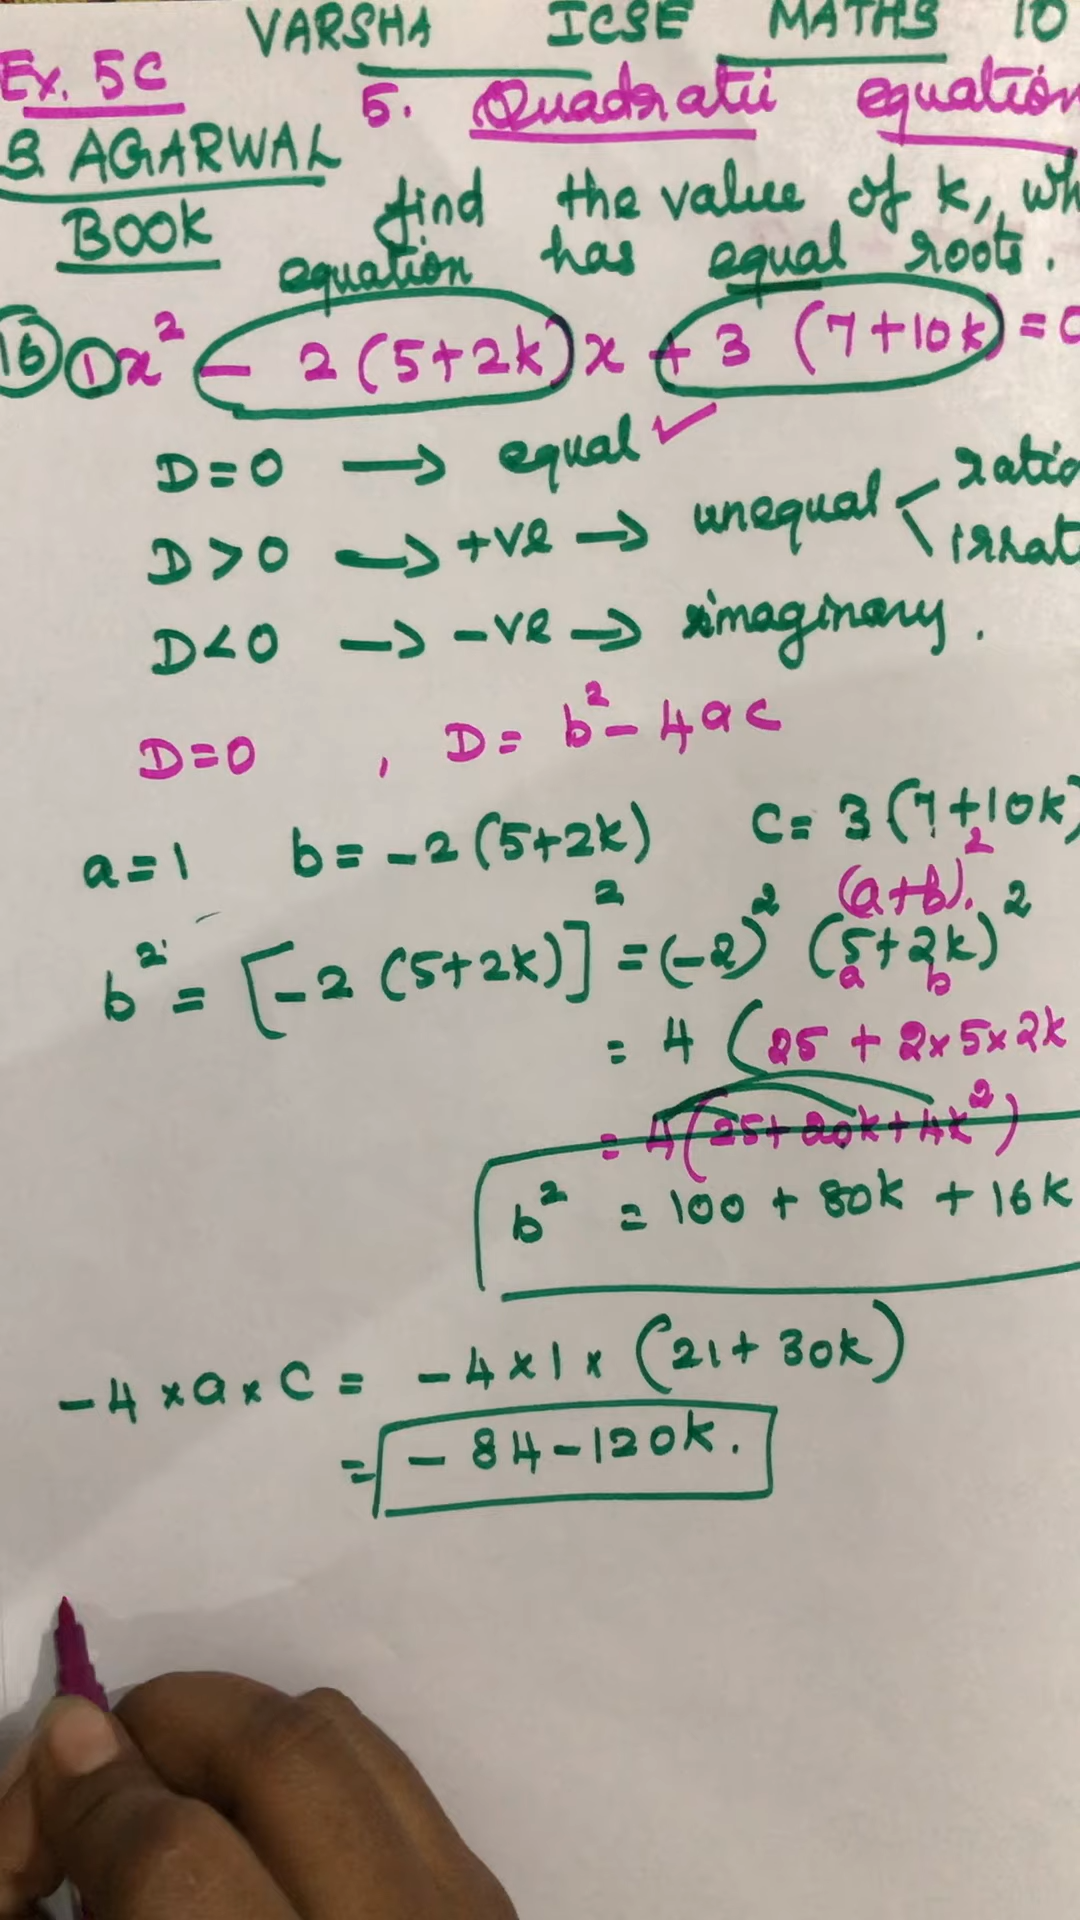 VARSHA ICSE MATHS 10
Ex. 5C
5. Quadratic equation
S. AGARWAL
BOOK
find the value of k, wh
equation has equal roots.
16 ① x² - 2 (5+2k) x + 3 (7+10k) = 0
D=0 → equal ✓
D>0 → +ve → unequal < ratio
irrat
D<0 → -ve → imaginary.
D=0 , D= b²-4ac
a=1 b=-2(5+2k) C= 3(7+10k)
(a+b)².
b² = [-2 (5+2k)]² = (-2)² (5+2k)²
a b
= 4 (25 + 2×5×2k
= 4(25+20k+4k²)
b² = 100 + 80k + 16k
-4×a×c = -4×1×(21+30k)
= -84-120k.